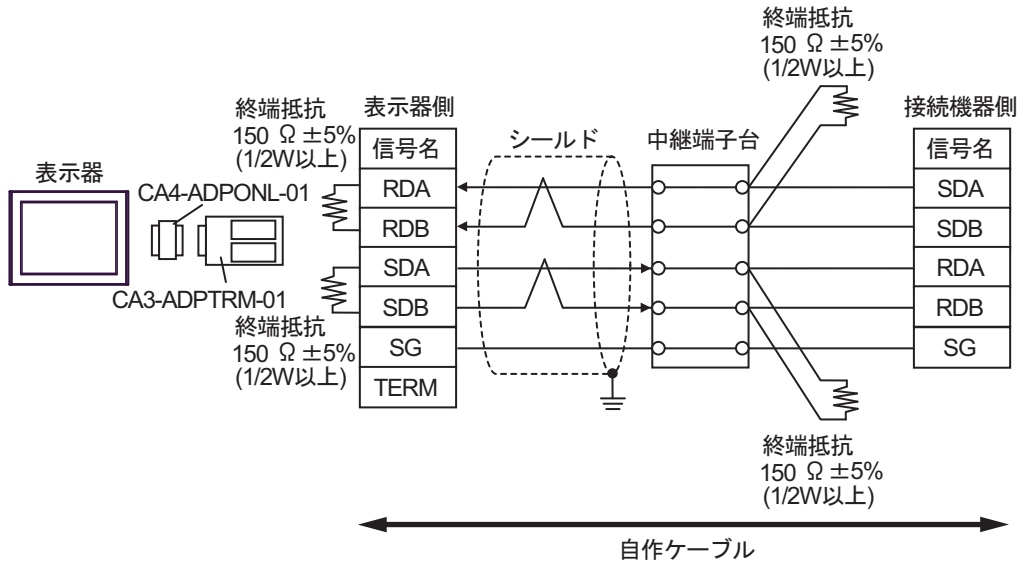 終端抵抗
150 Ω ±5%
(1/2W以上)
終端抵抗
150 Ω ±5%
(1/2W以上)
表示器側
シールド
中継端子台
接続機器側
表示器
CA4-ADPONL-01
CA3-ADPTRM-01
信号名
RDA
RDB
SDA
SDB
SG
TERM
信号名
SDA
SDB
RDA
RDB
SG
終端抵抗
150 Ω ±5%
(1/2W以上)
終端抵抗
150 Ω ±5%
(1/2W以上)
自作ケーブル